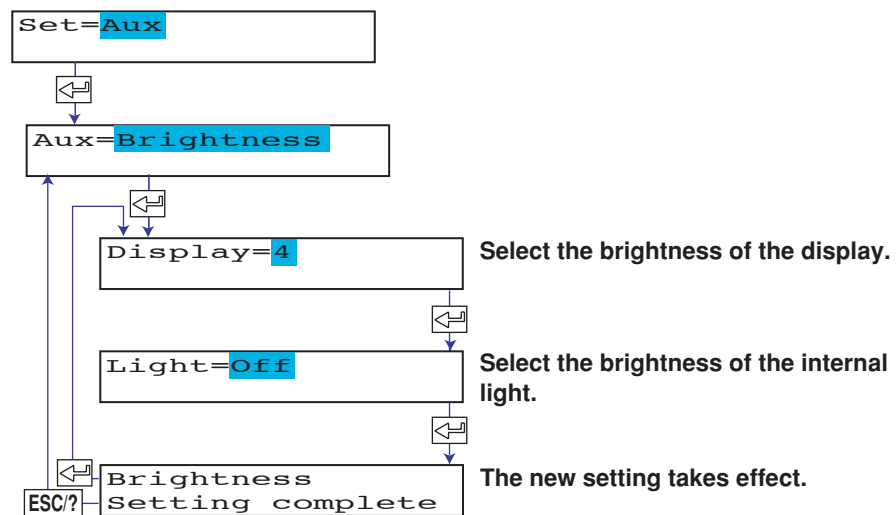 Set=Aux
Aux=Brightness
Display=4
Select the brightness of the display.
Light=Off
Select the brightness of the internal
light.
Brightness
Setting complete
The new setting takes effect.
ESC/?